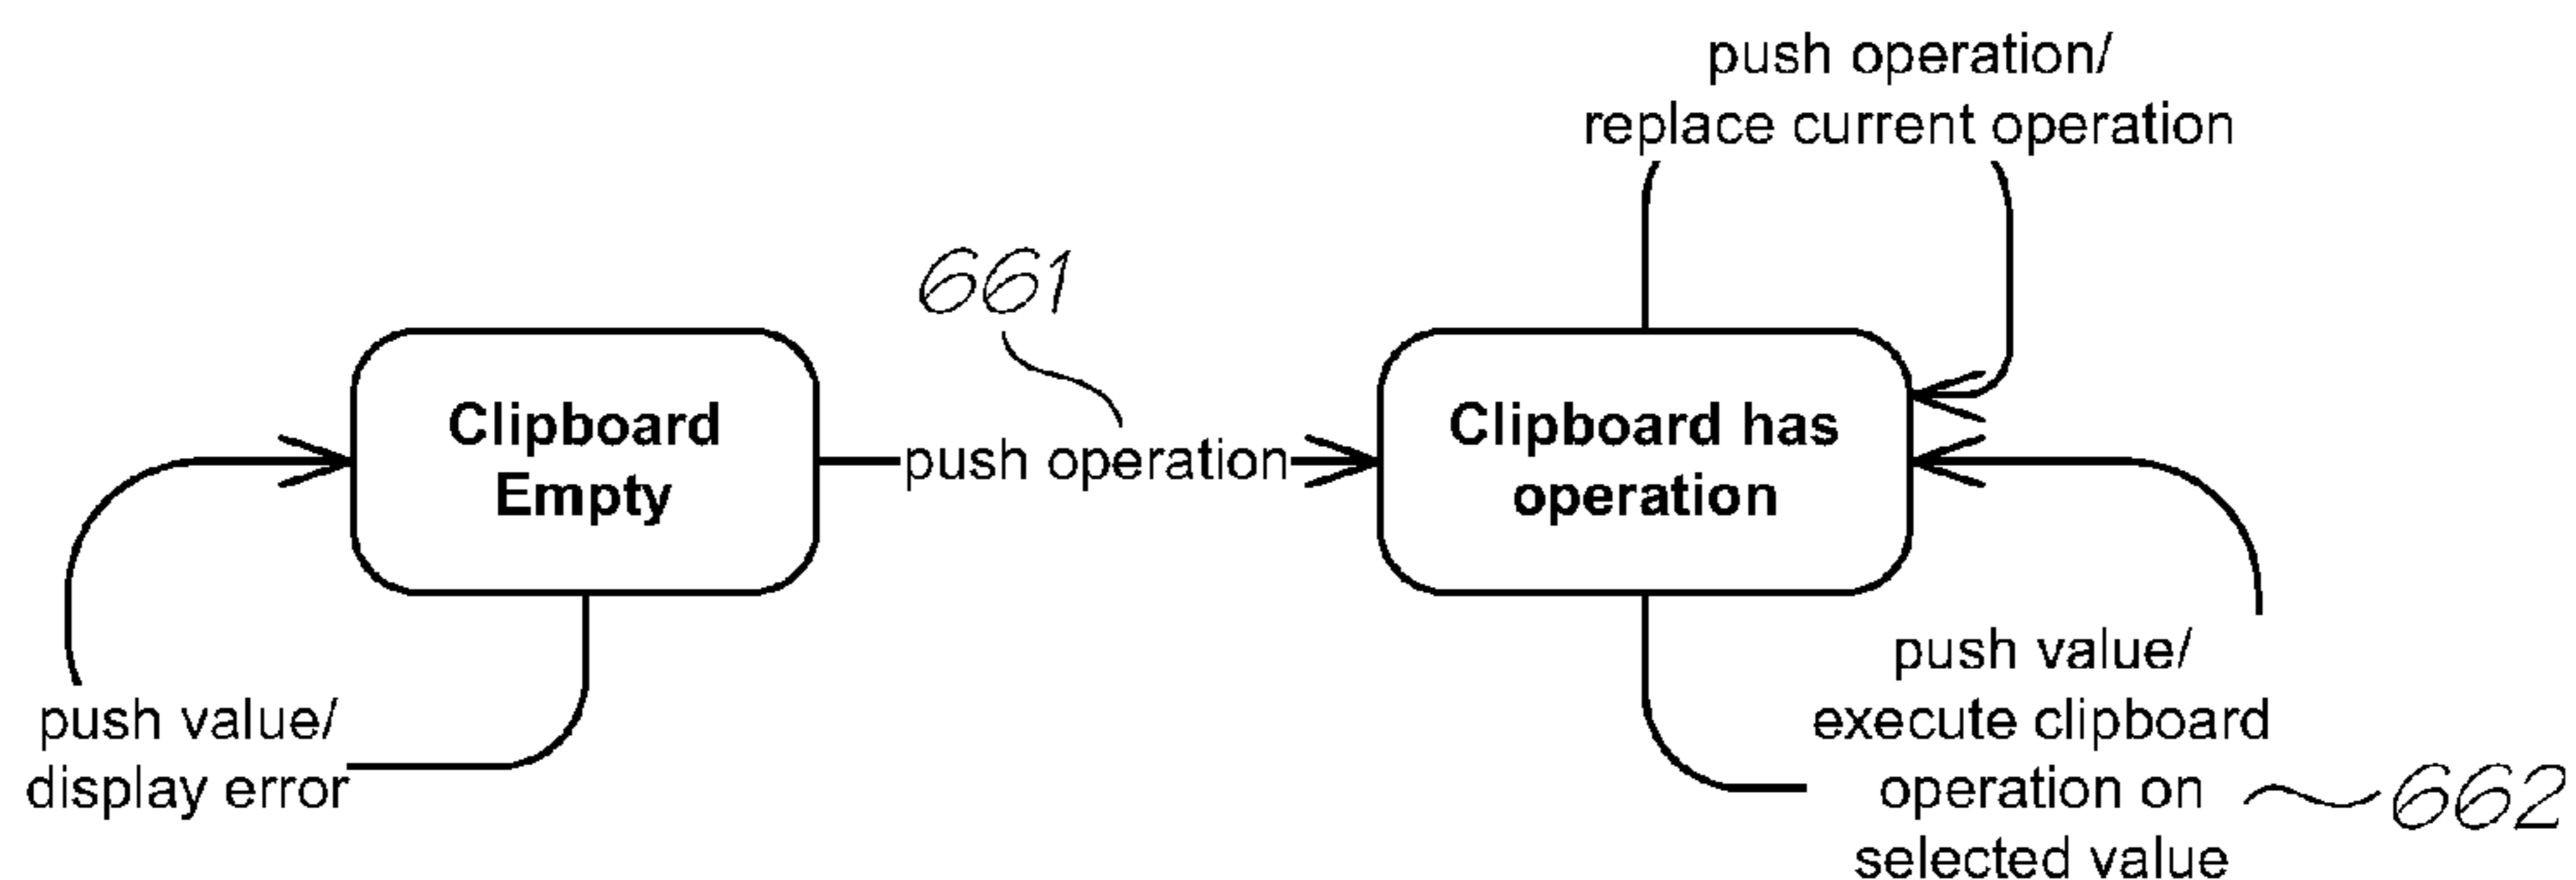 push operation/
replace current operation
661
Clipboard
Empty
push operation
Clipboard has
operation
push value/
display error
push value/
execute clipboard
operation on
selected value
662